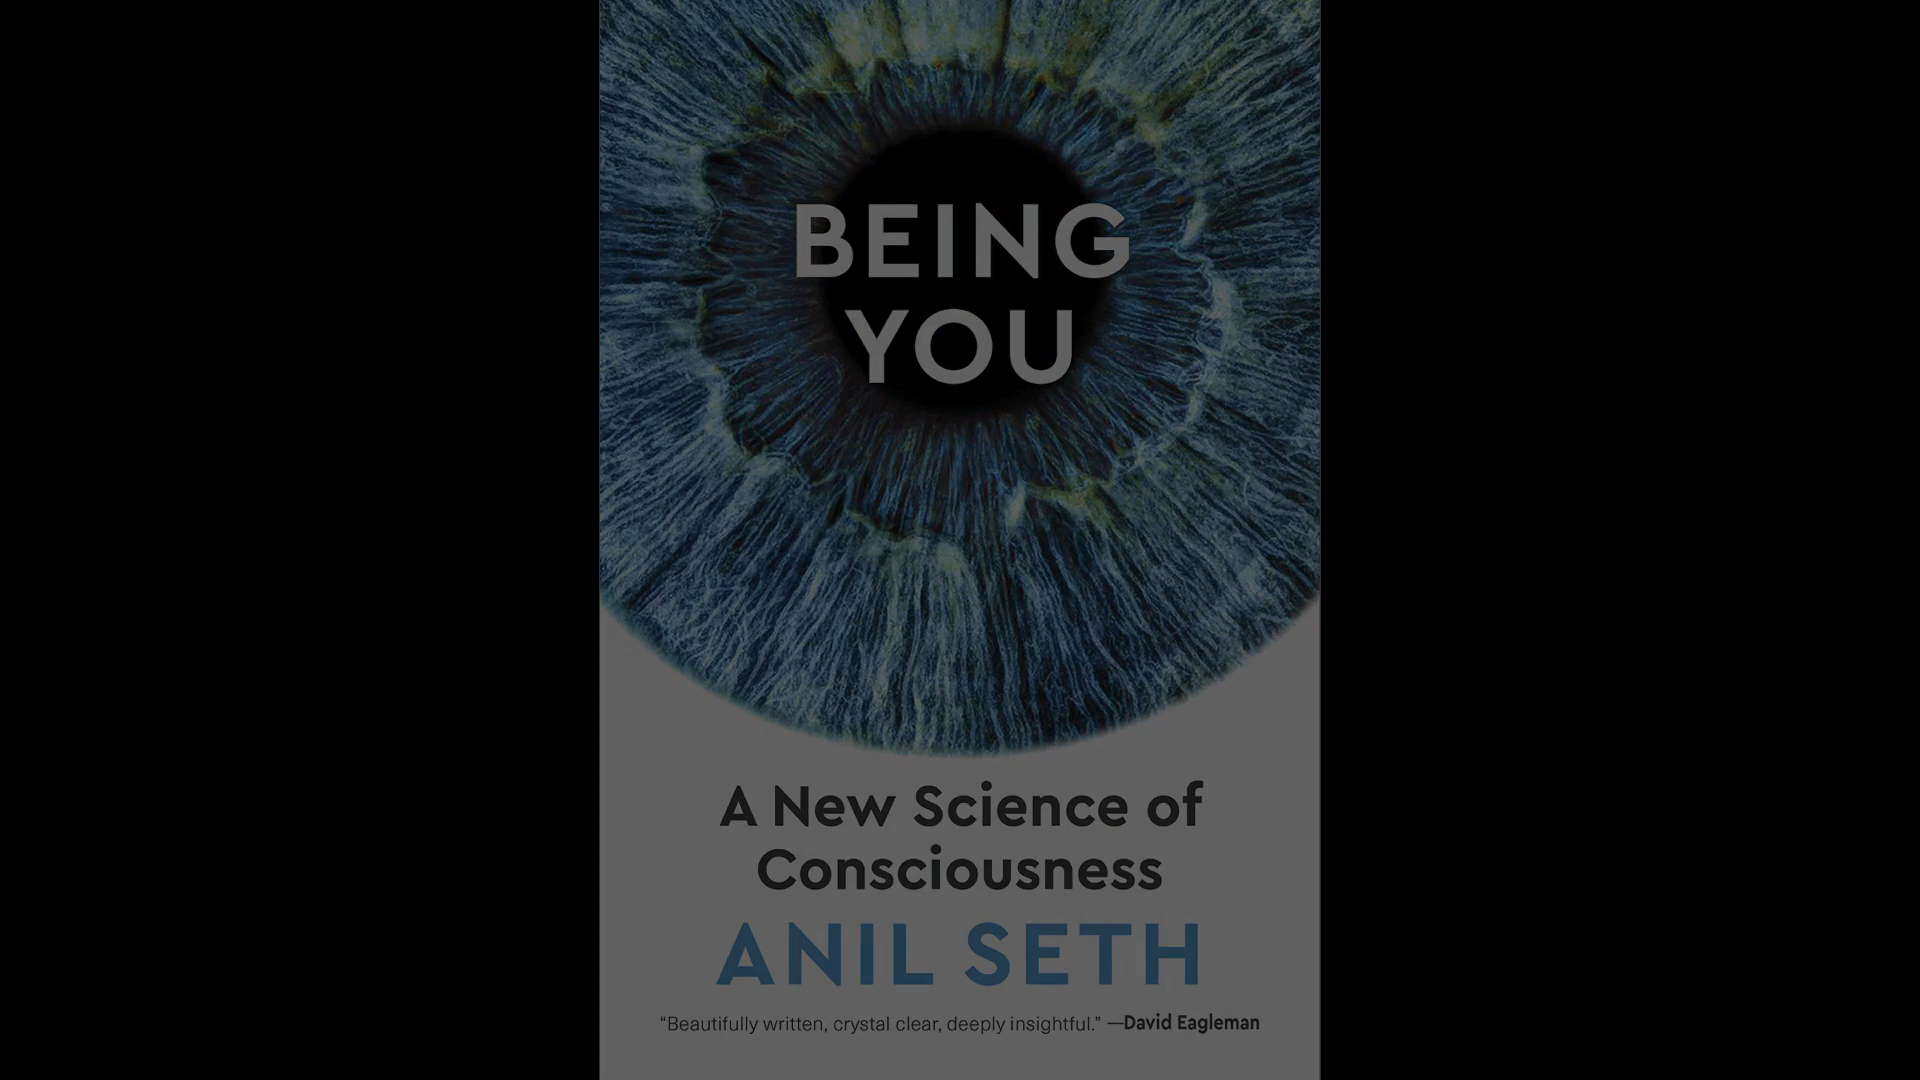 BEING
YOU
A New Science of
Consciousness
ANIL SETH
“Beautifully written, crystal clear, deeply insightful.” —David Eagleman